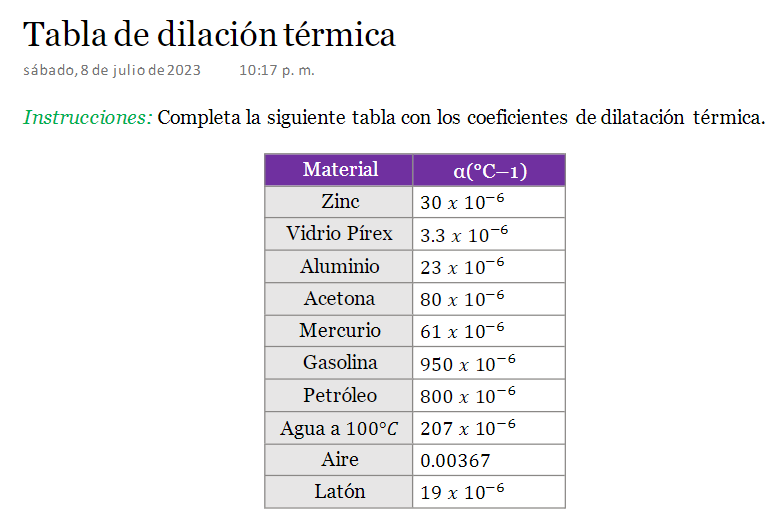 Tabla de dilación térmica
sábado, 8 de julio de 2023 10:17 p. m.
Instrucciones: Completa la siguiente tabla con los coeficientes de dilatación térmica.
Material α(°C−1)
Zinc 30 x 10⁻⁶
Vidrio Pírex 3.3 x 10⁻⁶
Aluminio 23 x 10⁻⁶
Acetona 80 x 10⁻⁶
Mercurio 61 x 10⁻⁶
Gasolina 950 x 10⁻⁶
Petróleo 800 x 10⁻⁶
Agua a 100°C 207 x 10⁻⁶
Aire 0.00367
Latón 19 x 10⁻⁶